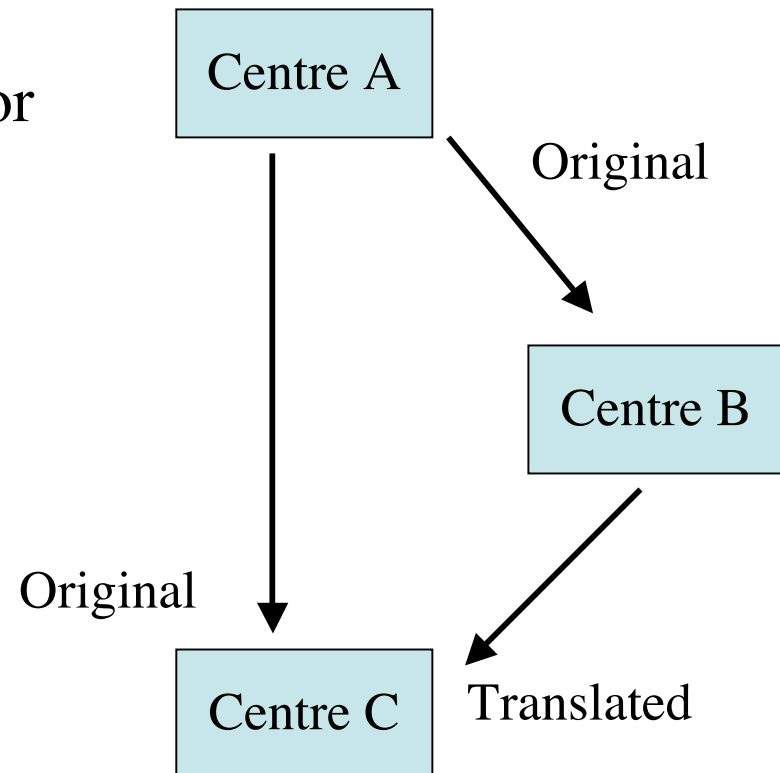 Centre A
or
Original
Centre B
Original
Centre C
Translated